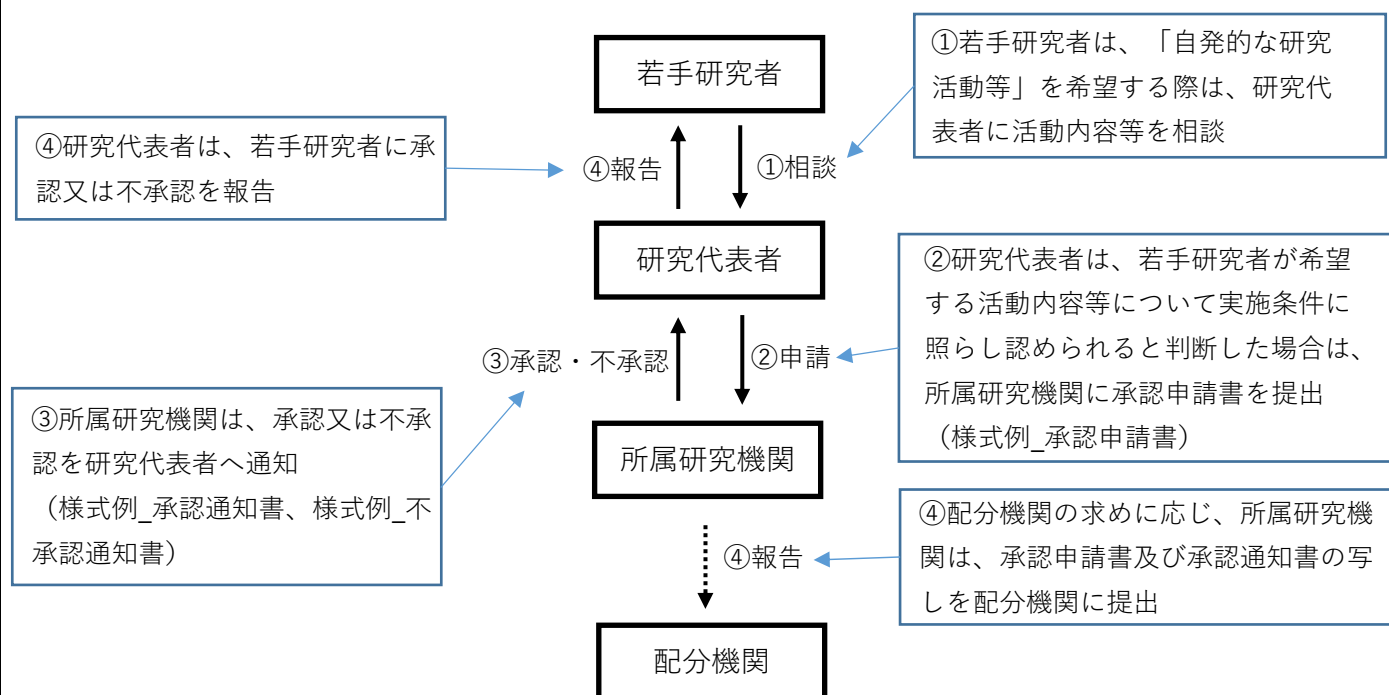 ①若手研究者は、「自発的な研究
活動等」を希望する際は、研究代
表者に活動内容等を相談
若手研究者
④研究代表者は、若手研究者に承
認又は不承認を報告
④報告
①相談
研究代表者
②研究代表者は、若手研究者が希望
する活動内容等について実施条件に
照らし認められると判断した場合は、
所属研究機関に承認申請書を提出
（様式例_承認申請書）
③承認・不承認
②申請
③所属研究機関は、承認又は不承
認を研究代表者へ通知
（様式例_承認通知書、様式例_不
承認通知書）
所属研究機関
④配分機関の求めに応じ、所属研究機
関は、承認申請書及び承認通知書の写
しを配分機関に提出
④報告
配分機関